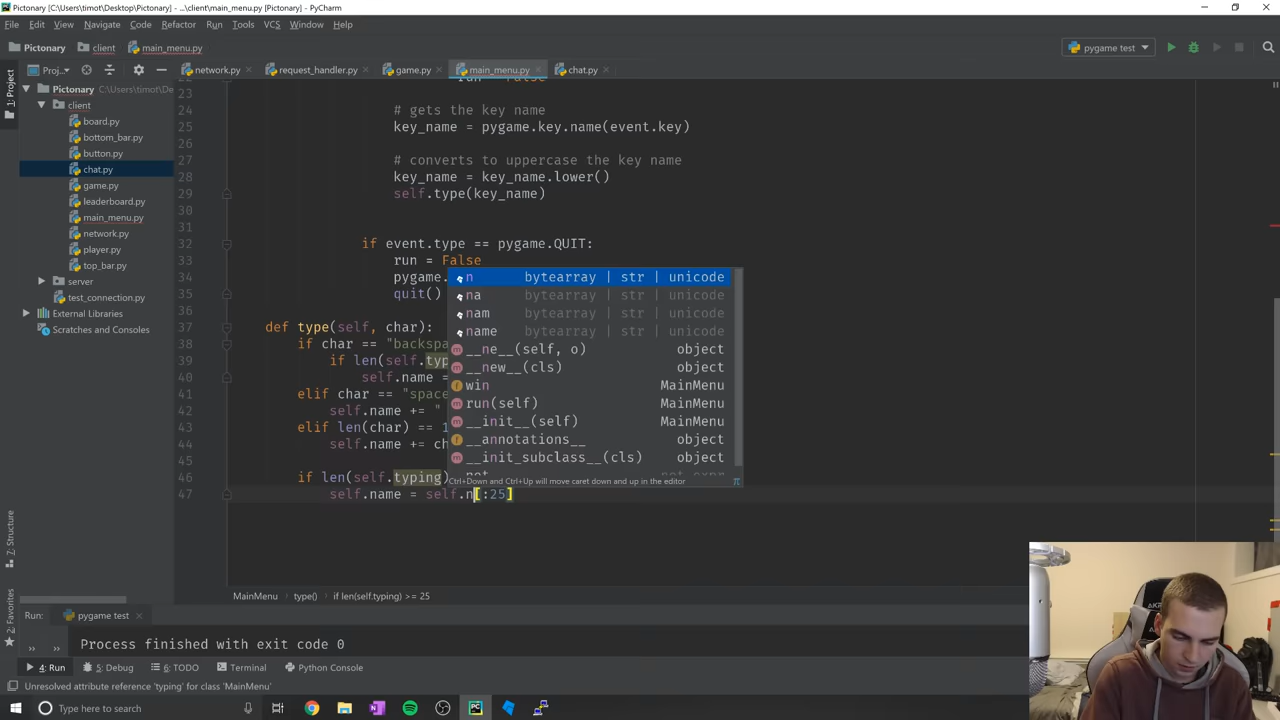 Pictonary [C:\Users\timot\Desktop\Pictonary] - ...\client\main_menu.py [Pictonary] - PyCharm
File Edit View Navigate Code Refactor Run Tools VCS Window Help
Pictonary client main_menu.py pygame test
Proj... network.py request_handler.py game.py main_menu.py chat.py
1: Project
Pictonary C:\Users\timot\De
client
board.py
bottom_bar.py
button.py
chat.py
game.py
leaderboard.py
main_menu.py
network.py
player.py
top_bar.py
server
test_connection.py
External Libraries
Scratches and Consoles
23
24 # gets the key name
25 key_name = pygame.key.name(event.key)
26
27 # converts to uppercase the key name
28 key_name = key_name.lower()
29 self.type(key_name)
30
31
32 if event.type == pygame.QUIT:
33 run = False
34 pygame.
35 quit()
36
37 def type(self, char):
38 if char == "backspa
39 if len(self.typ
40 self.name =
41 elif char == "space
42 self.name += "
43 elif len(char) == 1
44 self.name += ch
45
46 if len(self.typing)
47 self.name = self.n[:25]
n bytearray | str | unicode
na bytearray | str | unicode
nam bytearray | str | unicode
name bytearray | str | unicode
__ne__(self, o) object
__new__(cls) object
win MainMenu
run(self) MainMenu
__init__(self) MainMenu
__annotations__ object
__init_subclass__(cls) object
Ctrl+Down and Ctrl+Up will move caret down and up in the editor
MainMenu type() if len(self.typing) >= 25
7: Structure
2: Favorites
Run: pygame test
Process finished with exit code 0
4: Run 5: Debug 6: TODO Terminal Python Console
Unresolved attribute reference 'typing' for class 'MainMenu'
Type here to search